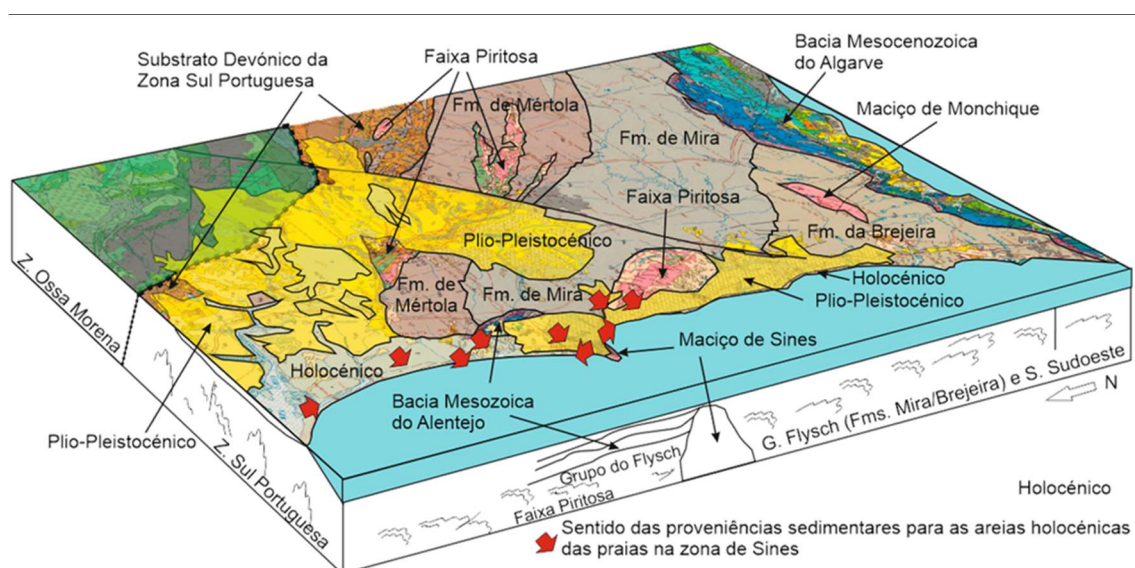 Substrato Devónico da
Zona Sul Portuguesa
Faixa Piritosa
Bacia Mesocenozoica
do Algarve
Maciço de Monchique
Fm. de Mértola
Fm. de Mira
Faixa Piritosa
Fm. da Brejeira
Plio-Pleistocénico
Holocénico
Plio-Pleistocénico
Fm. de
Mértola
Fm. de Mira
Maciço de Sines
Z. Ossa Morena
Holocénico
Bacia Mesozoica
do Alentejo
Plio-Pleistocénico
Z. Sul Portuguesa
Grupo do Flysch
Faixa Piritosa
G. Flysch (Fms. Mira/Brejeira) e S. Sudoeste
N
Holocénico
Sentido das proveniências sedimentares para as areias holocénicas
das praias na zona de Sines